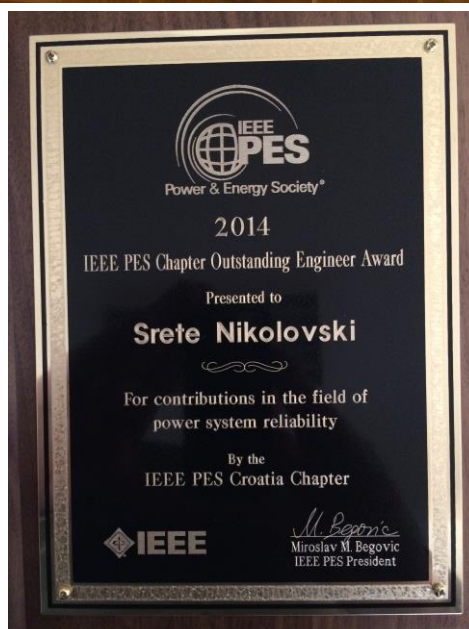 IEEE
PES
Power & Energy Society®
2014
IEEE PES Chapter Outstanding Engineer Award
Presented to
Srete Nikolovski
For contributions in the field of
power system reliability
By the
IEEE PES Croatia Chapter
IEEE
M. Begovic
Miroslav M. Begovic
IEEE PES President